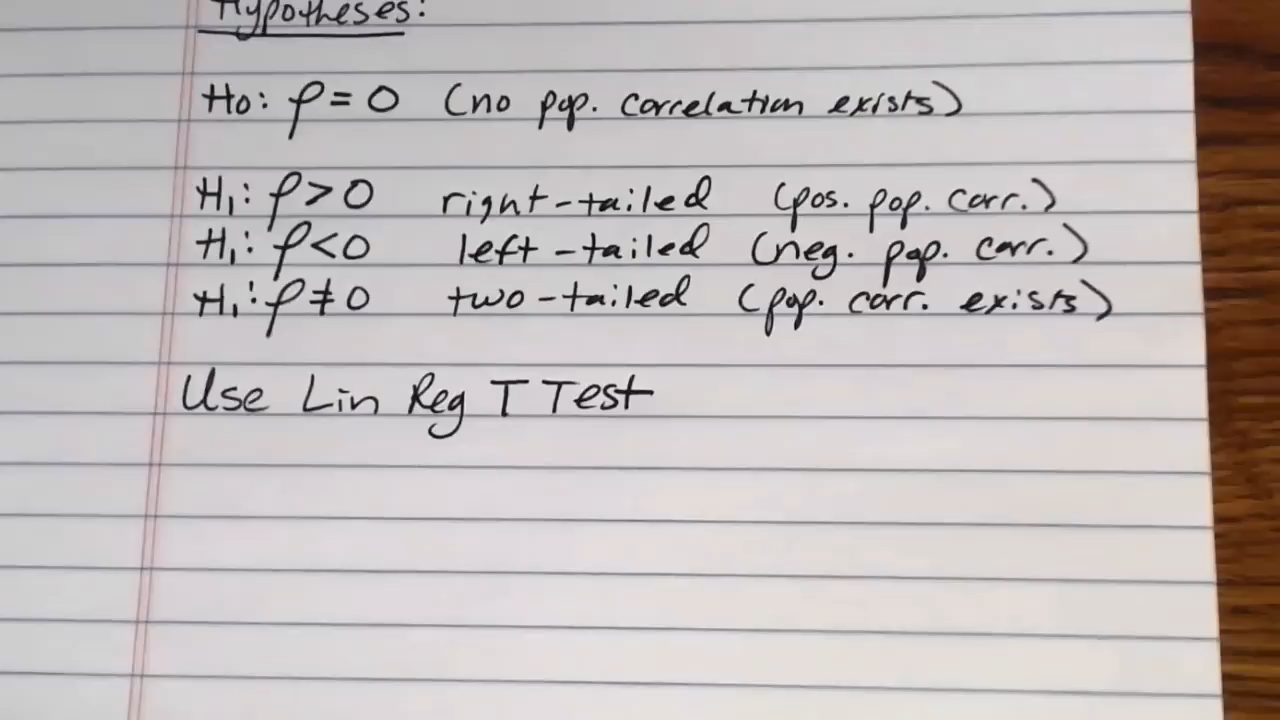 Hypotheses:
Ho: ρ = 0 (no pop. correlation exists)
H₁: ρ > 0 right-tailed (pos. pop. corr.)
H₁: ρ < 0 left-tailed (neg. pop. corr.)
H₁: ρ ≠ 0 two-tailed (pop. corr. exists)
Use Lin Reg T Test